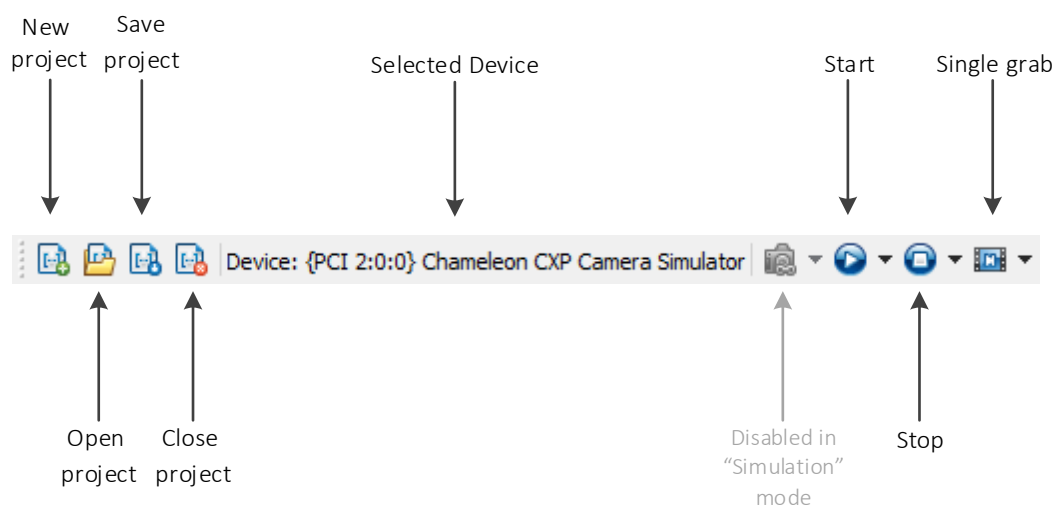 New
project
Save
project
Selected Device
Start
Single grab
Device: {PCI 2:0:0} Chameleon CXP Camera Simulator
Open
project
Close
project
Disabled in
“Simulation”
mode
Stop